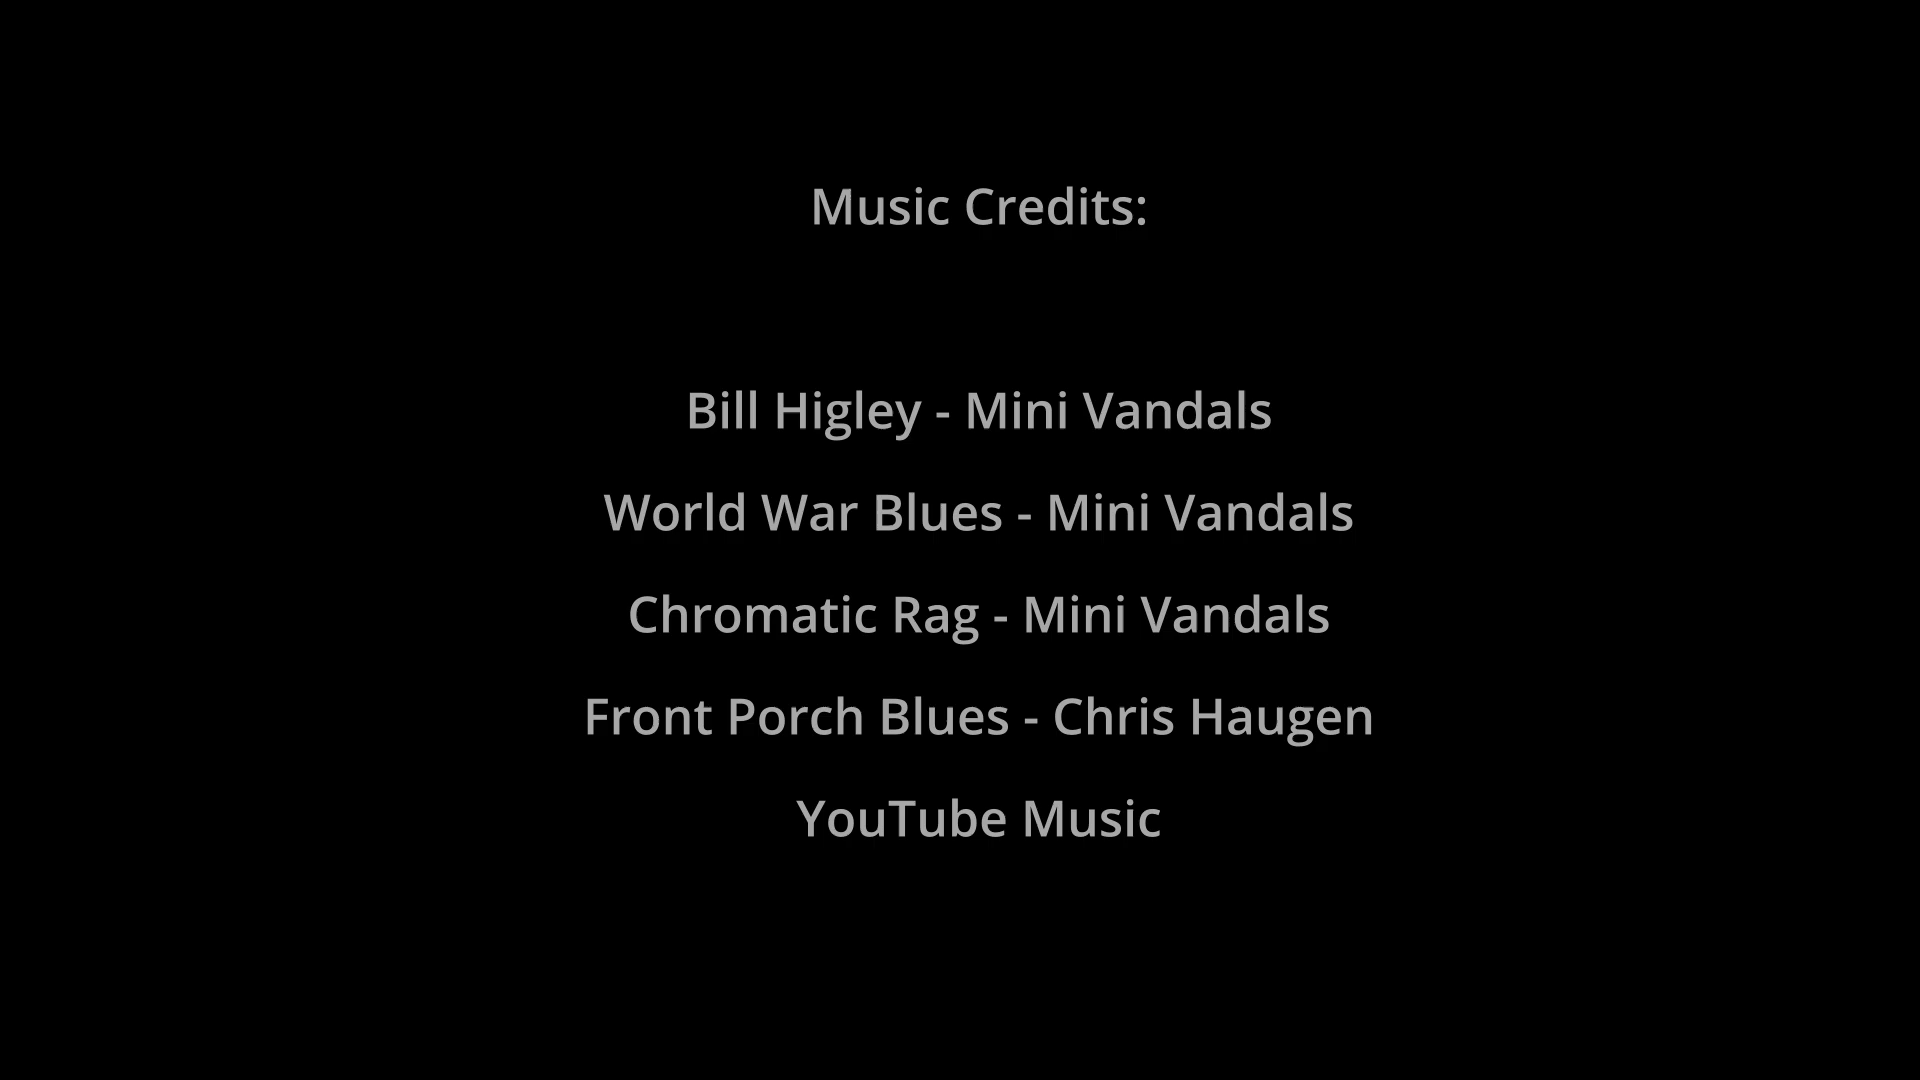 Music Credits:
Bill Higley - Mini Vandals
World War Blues - Mini Vandals
Chromatic Rag - Mini Vandals
Front Porch Blues - Chris Haugen
YouTube Music